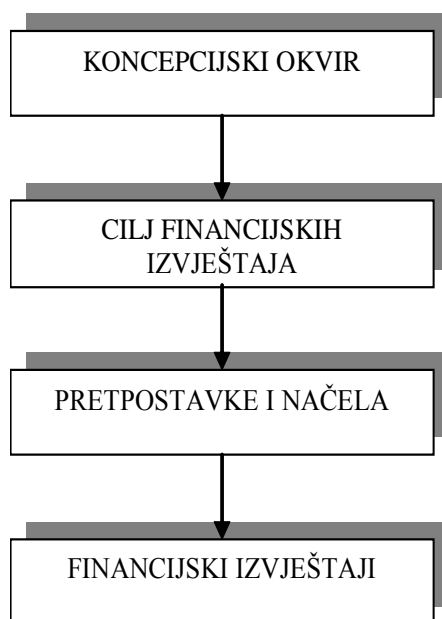 KONCEPCIJSKI OKVIR
CILJ FINANCIJSKIH
IZVJEŠTAJA
PRETPOSTAVKE I NAČELA
FINANCIJSKI IZVJEŠTAJI